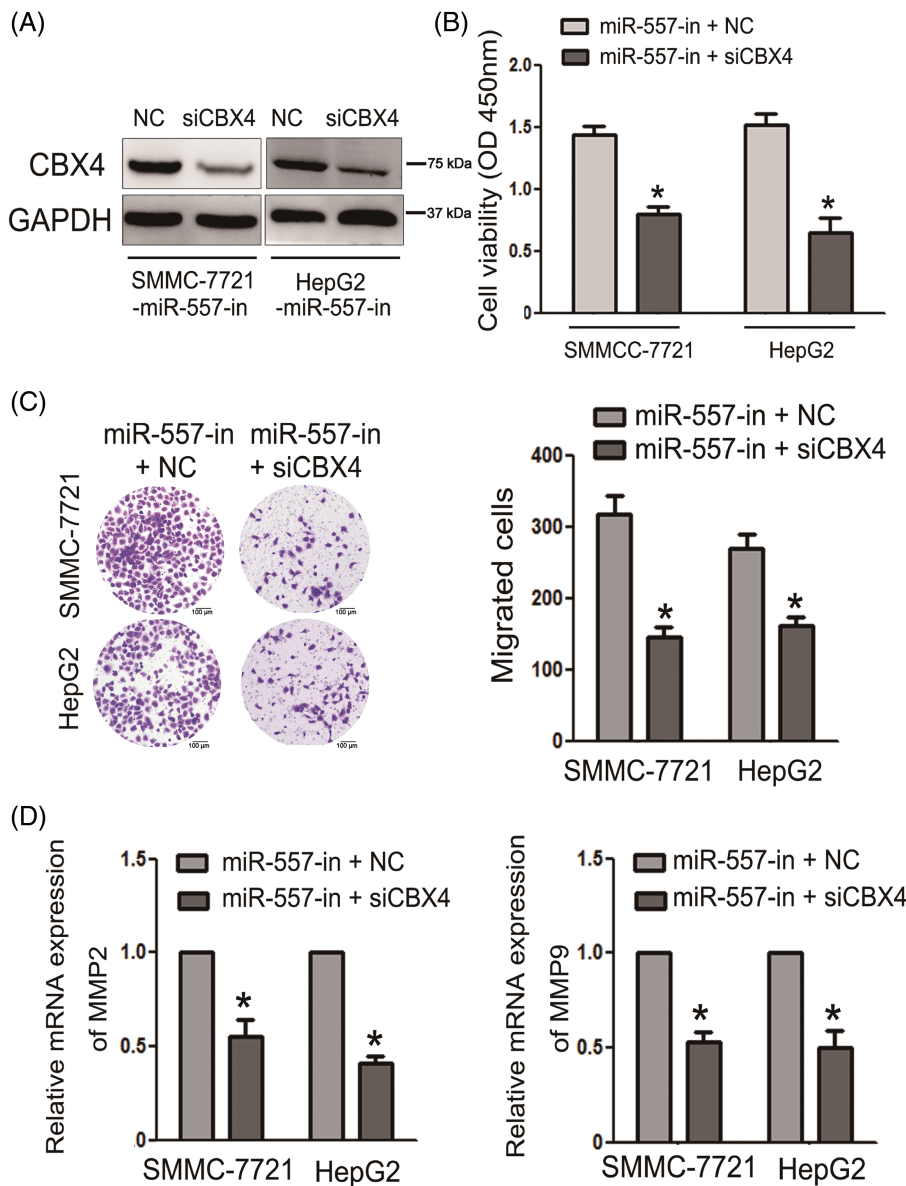 (A)
NC siCBX4 NC siCBX4
CBX4
75 kDa
GAPDH
37 kDa
SMMC-7721
-miR-557-in
HepG2
-miR-557-in
(B)
miR-557-in + NC
miR-557-in + siCBX4
Cell viability (OD 450nm)
2.0
1.5
1.0
0.5
0
*
*
SMMCC-7721
HepG2
(C)
miR-557-in
+ NC
miR-557-in
+ siCBX4
SMMC-7721
100 µm
100 µm
HepG2
100 µm
100 µm
miR-557-in + NC
miR-557-in + siCBX4
Migrated cells
400
300
200
100
0
*
*
SMMC-7721
HepG2
(D)
Relative mRNA expression
of MMP2
1.5
1.0
0.5
0
miR-557-in + NC
miR-557-in + siCBX4
*
*
SMMC-7721
HepG2
Relative mRNA expression
of MMP9
1.5
1.0
0.5
0
miR-557-in + NC
miR-557-in + siCBX4
*
*
SMMC-7721
HepG2